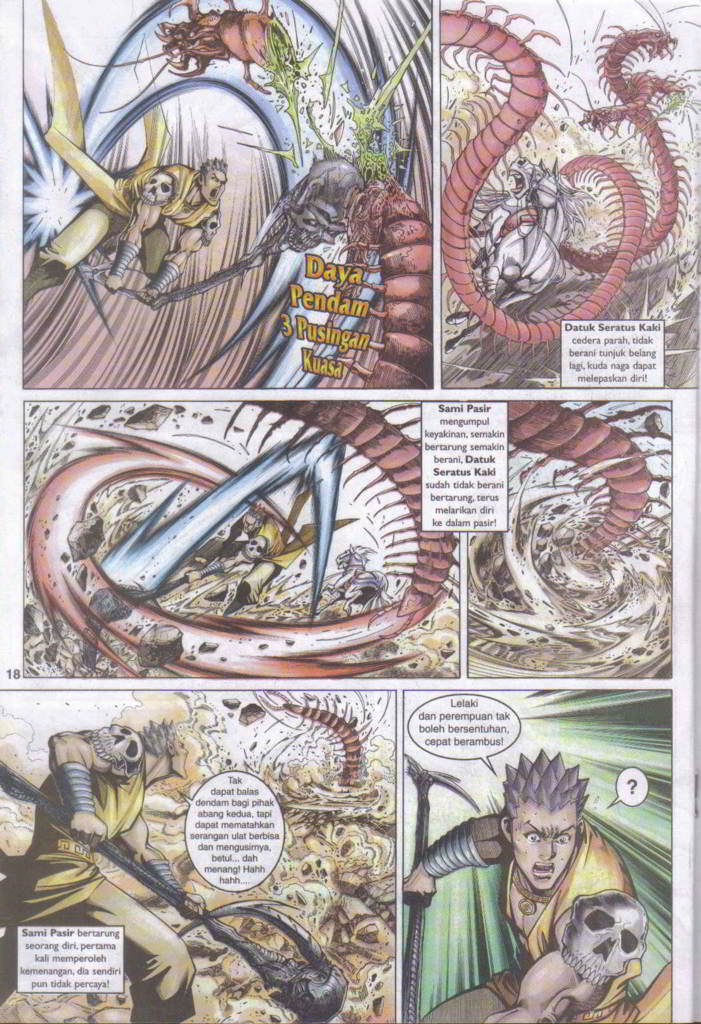 Daya
Pendam
3 Pusingan
Kuasa
Datuk Seratus Kaki
cedera parah, tidak
berani tunjuk belang
lagi, kuda naga dapat
melepaskan diri!
Sami Pasir
mengumpul
keyakinan, semakin
bertarung semakin
berani, Datuk
Seratus Kaki
sudah tidak berani
bertarung, terus
melarikan diri
ke dalam pasir!
18
Tak
dapat balas
dendam bagi pihak
abang kedua, tapi
dapat mematahkan
serangan ulat berbisa
dan mengusirnya,
betul... dah
menang! Hahh
hahh....
Sami Pasir bertarung
seorang diri, pertama
kali memperoleh
kemenangan, dia sendiri
pun tidak percaya!
Lelaki
dan perempuan tak
boleh bersentuhan,
cepat berambus!
?